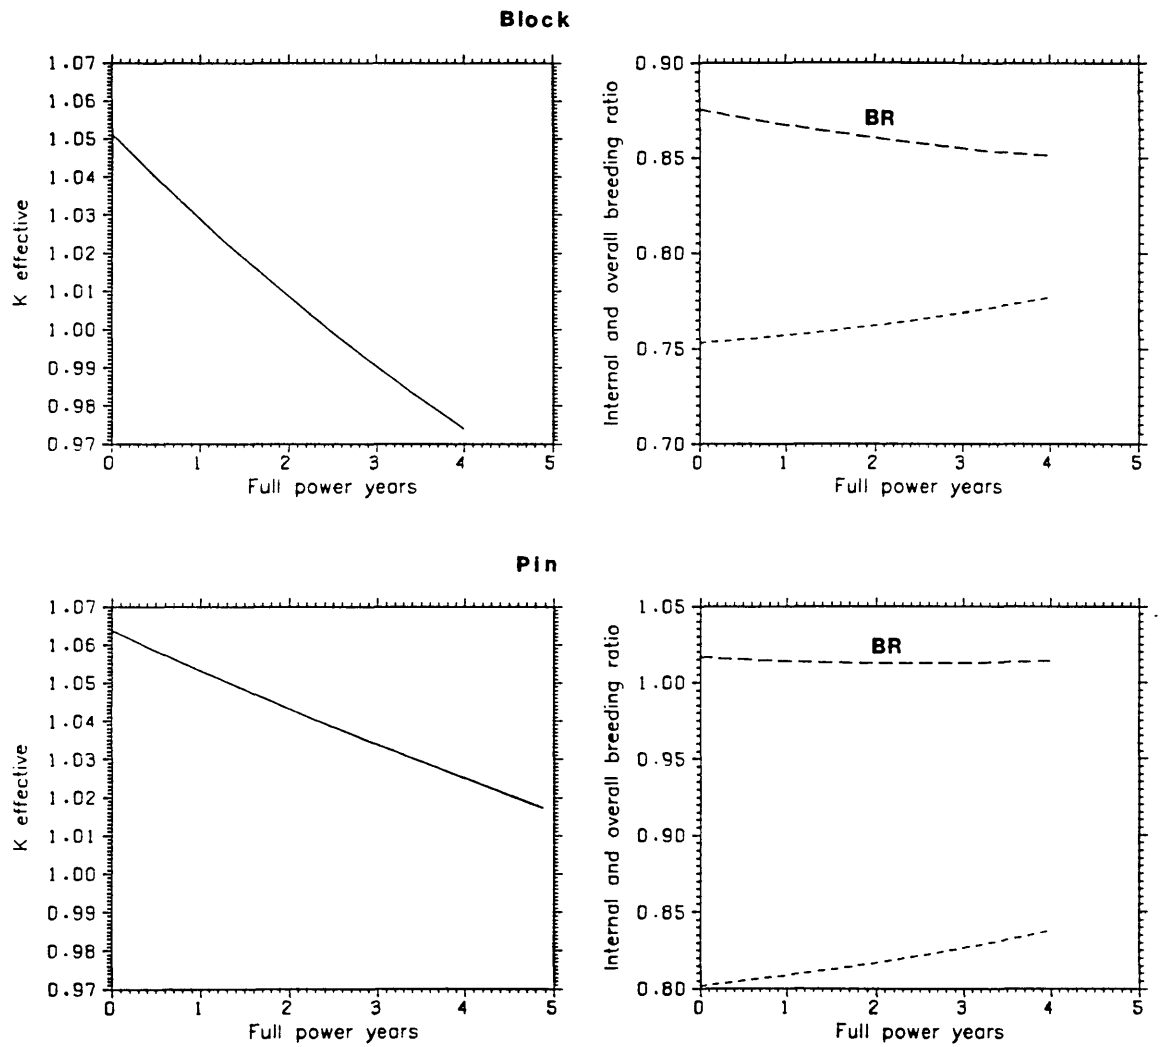 Block
1.07
1.06
1.05
1.04
1.03
1.02
1.01
1.00
0.99
0.98
0.97
K effective
0 1 2 3 4 5
Full power years
0.90
0.85
0.80
0.75
0.70
Internal and overall breeding ratio
BR
0 1 2 3 4 5
Full power years
Pin
1.07
1.06
1.05
1.04
1.03
1.02
1.01
1.00
0.99
0.98
0.97
K effective
0 1 2 3 4 5
Full power years
1.05
1.00
0.95
0.90
0.85
0.80
Internal and overall breeding ratio
BR
0 1 2 3 4 5
Full power years